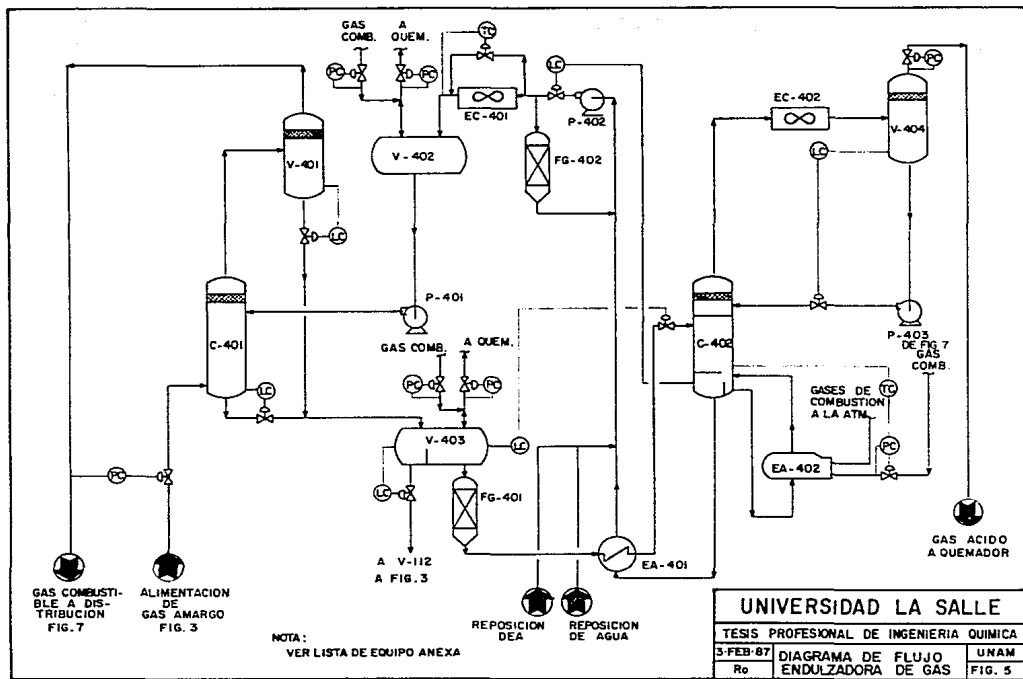 GAS
COMB.
A
QUEM.
TC
PC
PC
LC
PC
EC-401
P-402
EC-402
V-404
V-401
V-402
FG-402
LC
LC
P-401
C-401
GAS COMB.
A QUEM.
C-402
P-403
DE FIG.7
GAS
COMB.
LC
PC
PC
GASES DE
COMBUSTION
A LA ATM.
TC
PC
V-403
LC
EA-402
PC
LC
FG-401
A V-112
A FIG.3
EA-401
GAS ACIDO
A QUEMADOR
GAS COMBUSTI-
BLE A DIS-
TRIBUCION
FIG.7
ALIMENTACION
DE
GAS AMARGO
FIG. 3
REPOSICION
DEA
REPOSICION
DE AGUA
NOTA:
VER LISTA DE EQUIPO ANEXA
UNIVERSIDAD LA SALLE
TESIS PROFESIONAL DE INGENIERIA QUIMICA
3-FEB-87
Ro
DIAGRAMA DE FLUJO
ENDULZADORA DE GAS
UNAM
FIG. 5